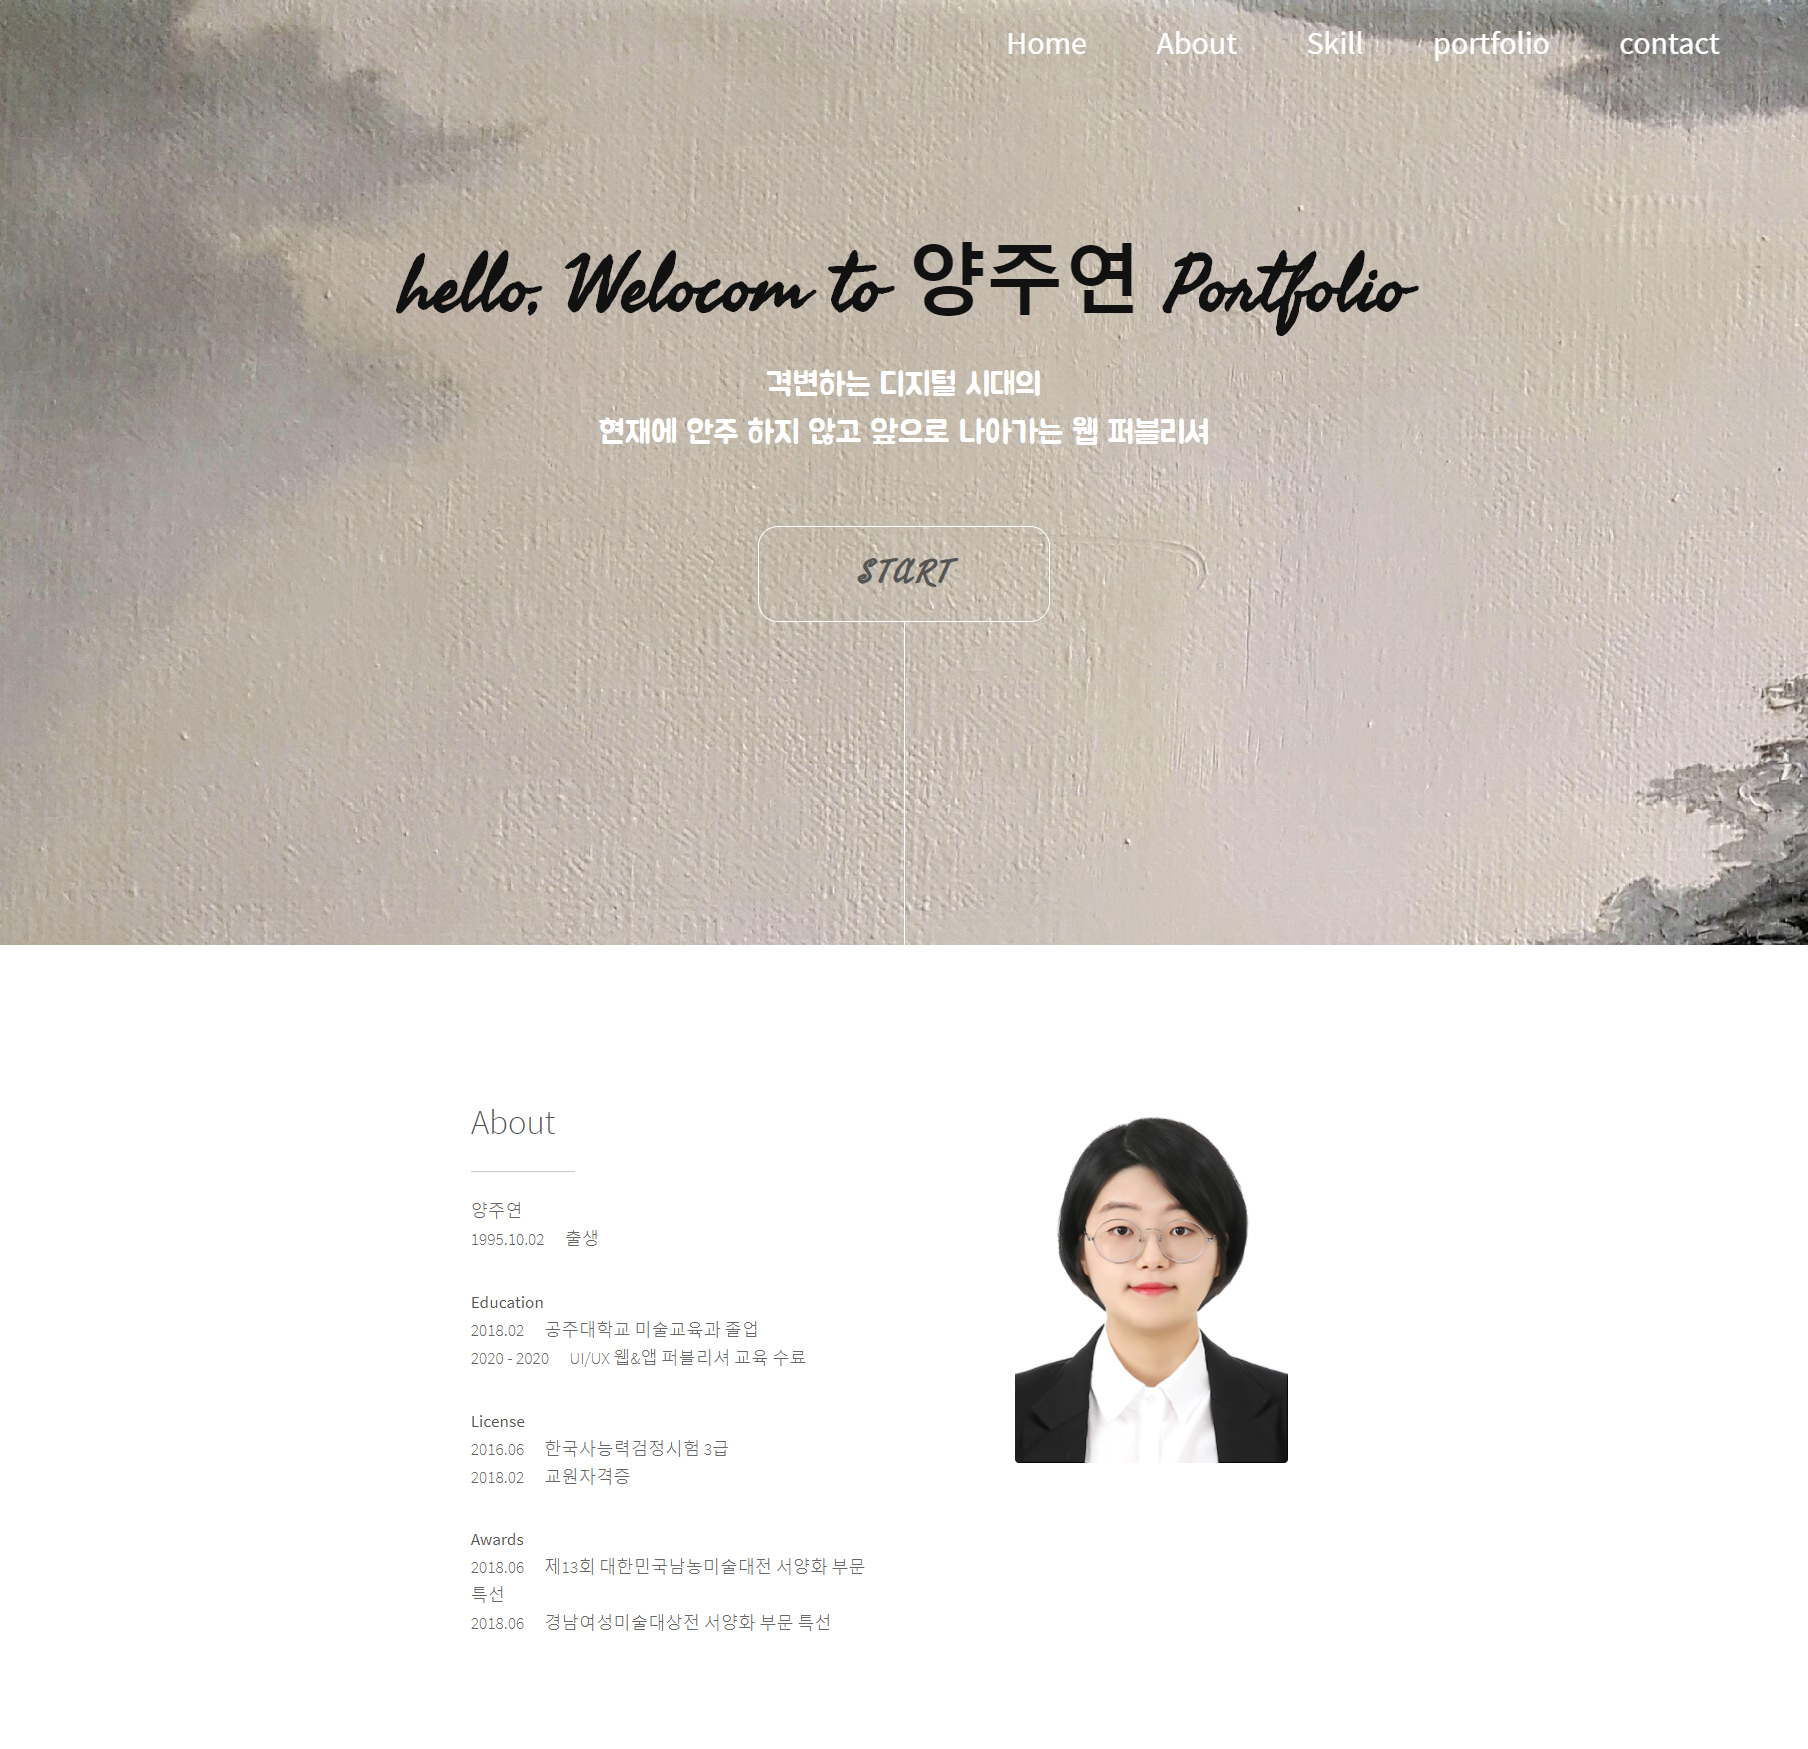 Home About Skill portfolio contact
hello, Welocom to 양주연 Portfolio
격변하는 디지털 시대의
현재에 안주 하지 않고 앞으로 나아가는 웹 퍼블리셔
START
About
양주연
1995.10.02 출생
Education
2018.02 공주대학교 미술교육과 졸업
2020 - 2020 UI/UX 웹&앱 퍼블리셔 교육 수료
License
2016.06 한국사능력검정시험 3급
2018.02 교원자격증
Awards
2018.06 제13회 대한민국남농미술대전 서양화 부문
특선
2018.06 경남여성미술대상전 서양화 부문 특선